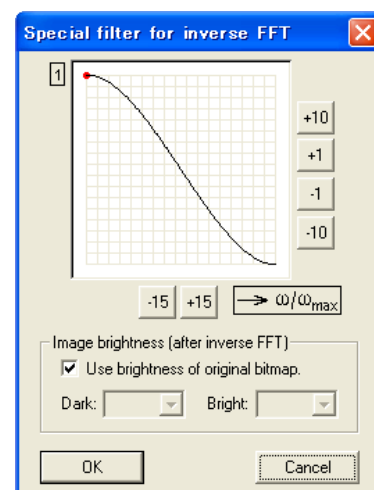 Special filter for inverse FFT
1
+10
+1
-1
-10
-15 +15 ω/ωmax
Image brightness (after inverse FFT)
Use brightness of original bitmap.
Dark: Bright:
OK Cancel